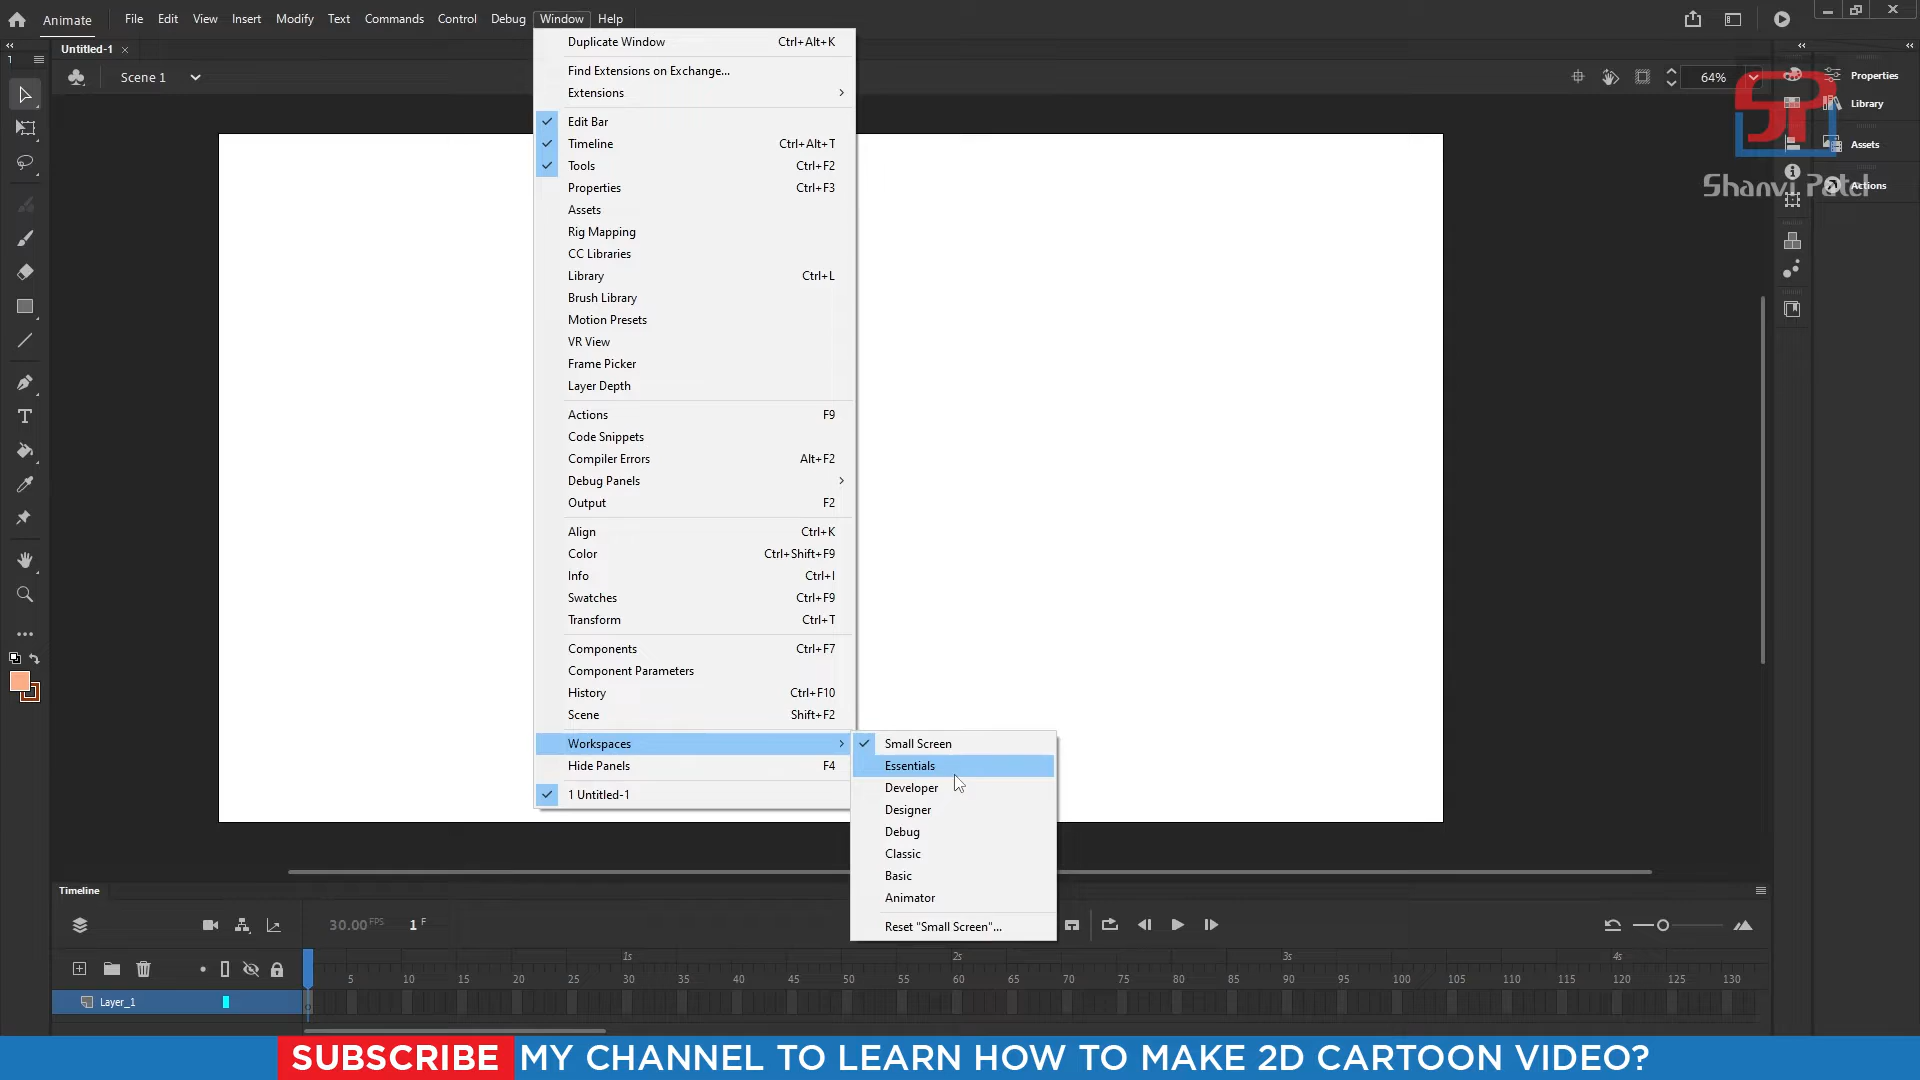 Animate File Edit View Insert Modify Text Commands Control Debug Window Help
Untitled-1
Scene 1
64%
Duplicate Window Ctrl+Alt+K
Find Extensions on Exchange...
Extensions
Edit Bar
Timeline Ctrl+Alt+T
Tools Ctrl+F2
Properties Ctrl+F3
Assets
Rig Mapping
CC Libraries
Library Ctrl+L
Brush Library
Motion Presets
VR View
Frame Picker
Layer Depth
Actions F9
Code Snippets
Compiler Errors Alt+F2
Debug Panels
Output F2
Align Ctrl+K
Color Ctrl+Shift+F9
Info Ctrl+I
Swatches Ctrl+F9
Transform Ctrl+T
Components Ctrl+F7
Component Parameters
History Ctrl+F10
Scene Shift+F2
Workspaces
Hide Panels F4
1 Untitled-1
Small Screen
Essentials
Developer
Designer
Debug
Classic
Basic
Animator
Reset "Small Screen"...
Properties
Library
Assets
Actions
SP
Shanvi Patel
Timeline
30.00 FPS 1 F
1s 2s 3s 4s
5 10 15 20 25 30 35 40 45 50 55 60 65 70 75 80 85 90 95 100 105 110 115 120 125 130
Layer_1
SUBSCRIBE MY CHANNEL TO LEARN HOW TO MAKE 2D CARTOON VIDEO?